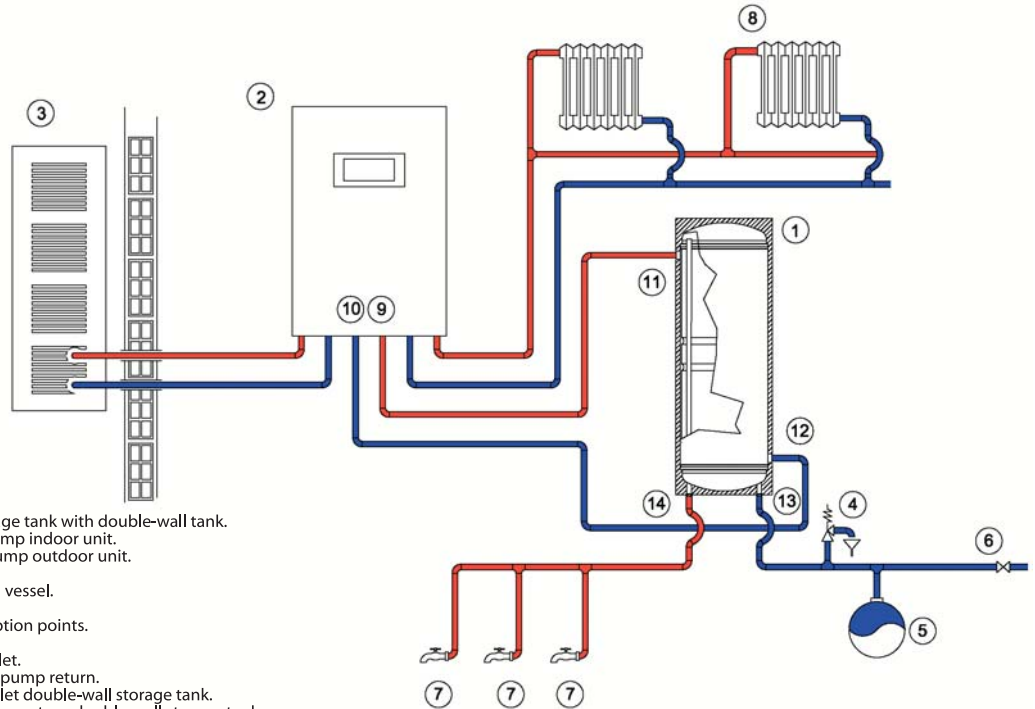 8
2
3
1
11
10
9
12
14
13
4
6
5
7
7
7
ge tank with double-wall tank.
mp indoor unit.
ump outdoor unit.
vessel.
ption points.
let.
pump return.
let double-wall storage tank.